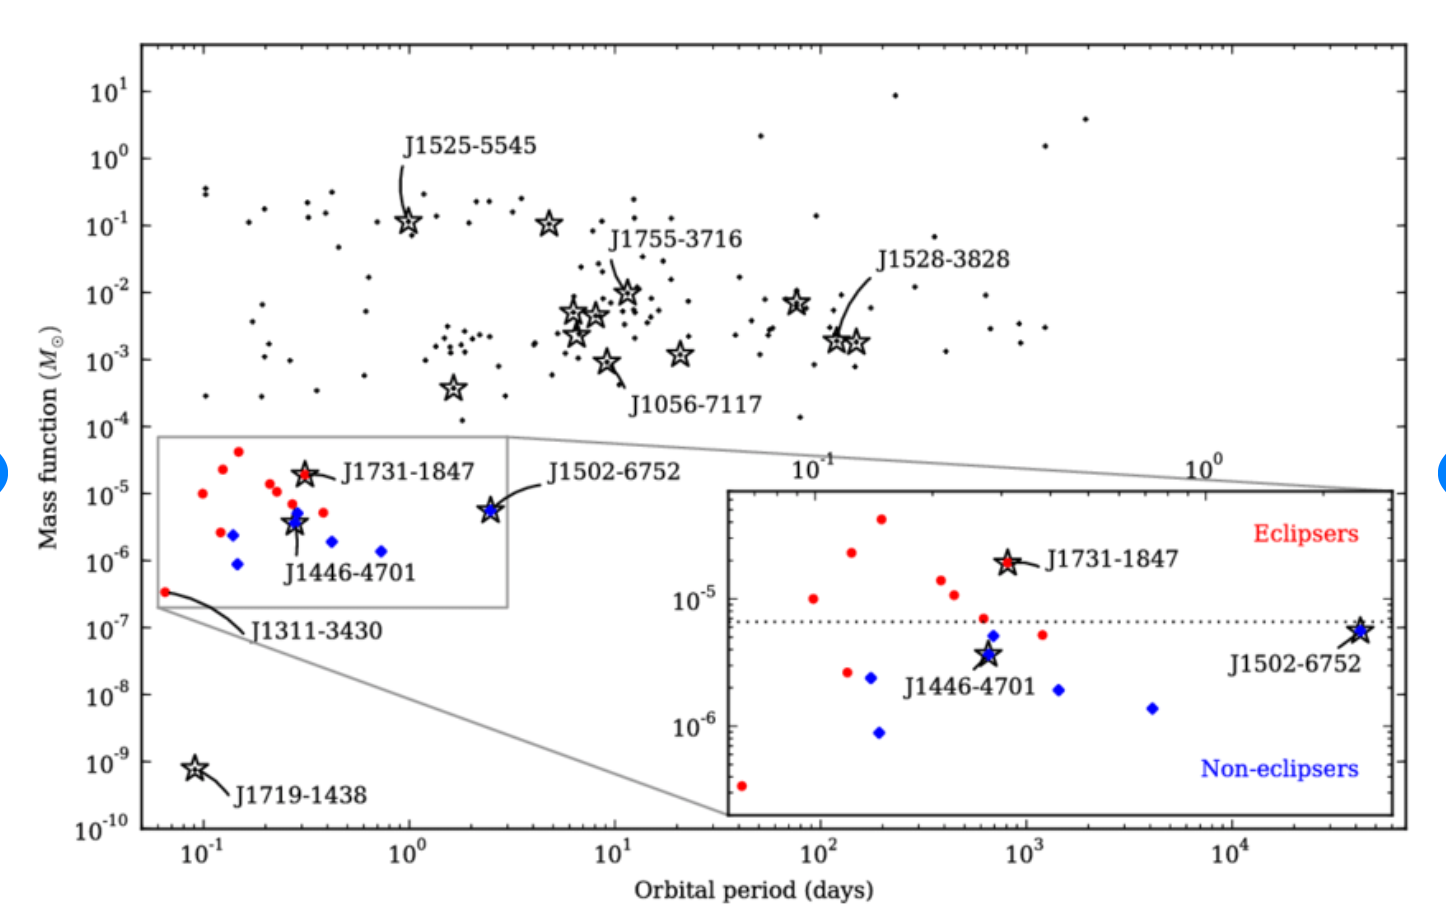 10¹
10⁰
10⁻¹
10⁻²
10⁻³
10⁻⁴
10⁻⁵
10⁻⁶
10⁻⁷
10⁻⁸
10⁻⁹
10⁻¹⁰
Mass function (M☉)
J1525-5545
J1755-3716
J1528-3828
J1056-7117
J1731-1847
J1502-6752
J1446-4701
J1311-3430
J1719-1438
10⁻¹
10⁰
Eclipsers
J1731-1847
10⁻⁵
J1502-6752
J1446-4701
10⁻⁶
Non-eclipsers
10⁻¹ 10⁰ 10¹ 10² 10³ 10⁴
Orbital period (days)